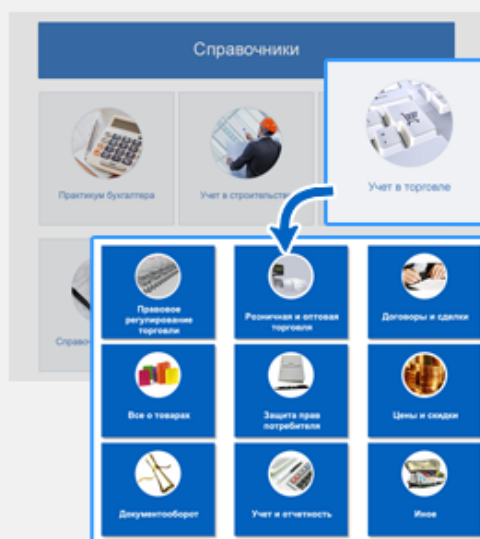 Справочники
Практикум бухгалтера
Учет в строительстве
Учет в торговле
Правовое
регулирование
торговли
Розничная и оптовая
торговля
Договоры и сделки
Все о товарах
Защита прав
потребителя
Цены и скидки
Документооборот
Учет и отчетность
Иное